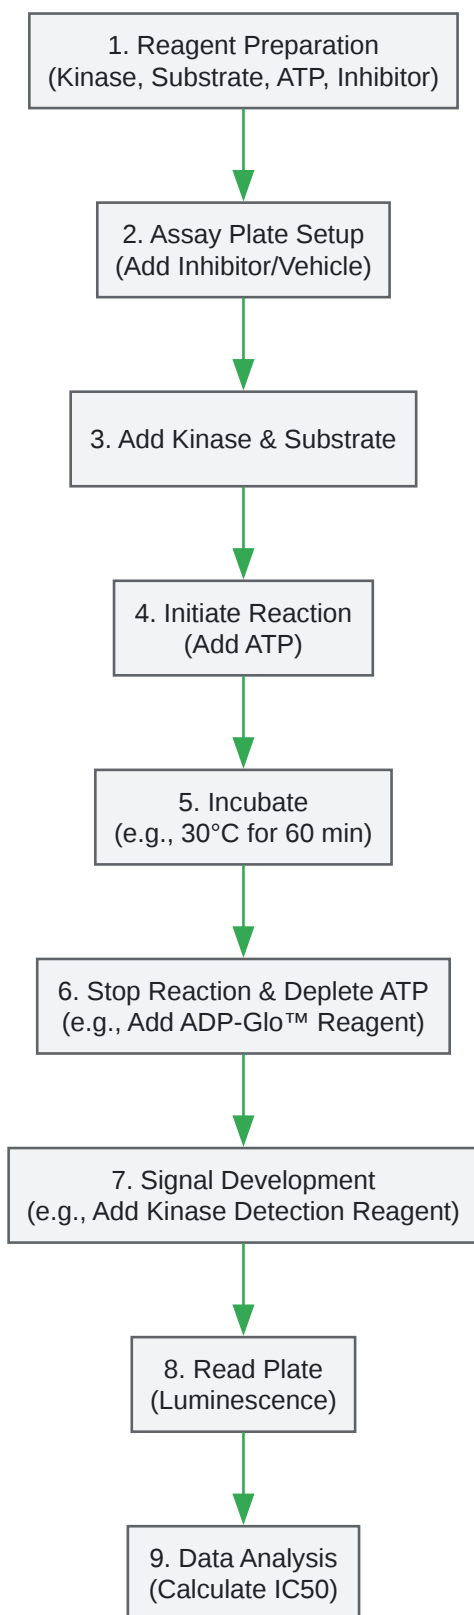 1. Reagent Preparation
(Kinase, Substrate, ATP, Inhibitor)
2. Assay Plate Setup
(Add Inhibitor/Vehicle)
3. Add Kinase & Substrate
4. Initiate Reaction
(Add ATP)
5. Incubate
(e.g., 30°C for 60 min)
6. Stop Reaction & Deplete ATP
(e.g., Add ADP-Glo™ Reagent)
7. Signal Development
(e.g., Add Kinase Detection Reagent)
8. Read Plate
(Luminescence)
9. Data Analysis
(Calculate IC50)